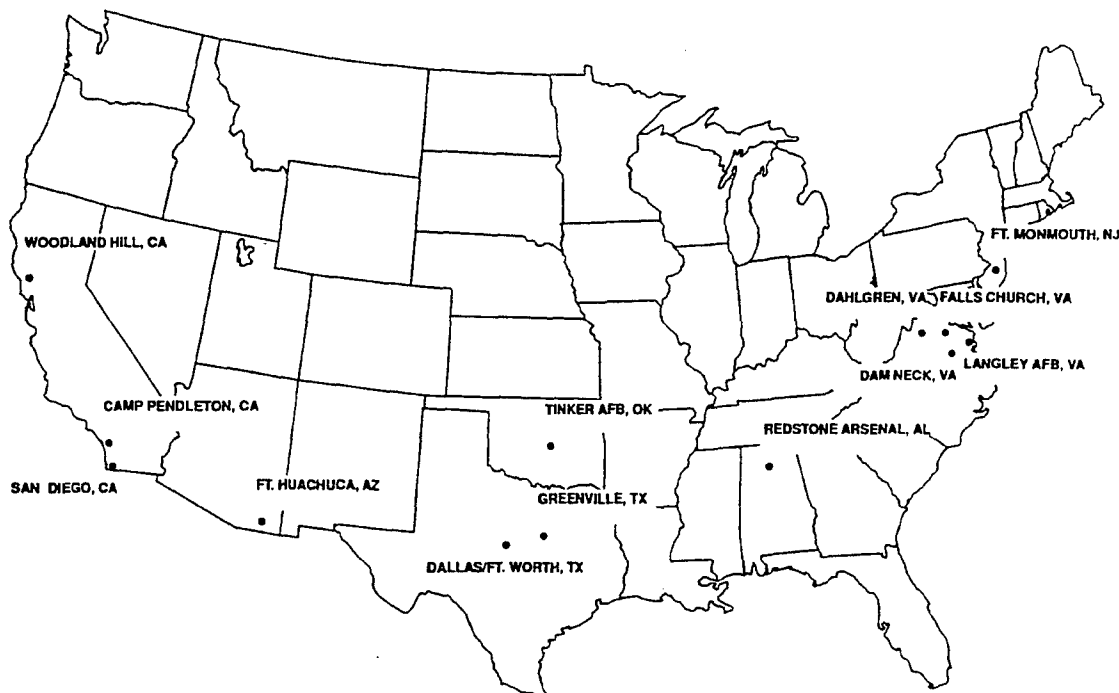 FT. MONMOUTH, NJ
WOODLAND HILL, CA
DAHLGREN, VA
FALLS CHURCH, VA
LANGLEY AFB, VA
DAM NECK, VA
CAMP PENDLETON, CA
TINKER AFB, OK
REDSTONE ARSENAL, AL
SAN DIEGO, CA
FT. HUACHUCA, AZ
GREENVILLE, TX
DALLAS/FT. WORTH, TX